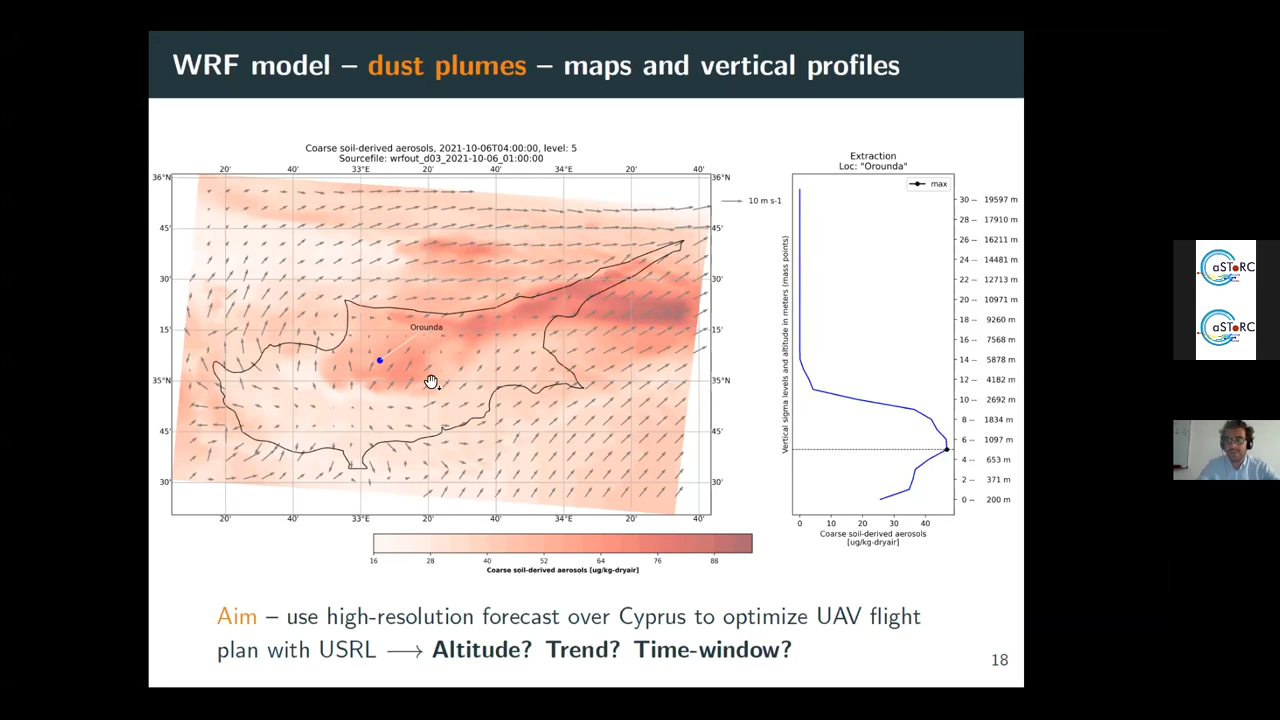 WRF model – dust plumes – maps and vertical profiles
Coarse soil-derived aerosols, 2021-10-06T04:00:00, level: 5
Sourcefile: wrfout_d03_2021-10-06_01:00:00
20' 40' 33°E 20' 40' 34°E 20' 40'
36°N 36°N
45' 45'
30' 30'
15' 15'
35°N 35°N
45' 45'
30' 30'
20' 40' 33°E 20' 40' 34°E 20' 40'
10 m s-1
Orounda
16 28 40 52 64 76 88
Coarse soil-derived aerosols [ug/kg-dryair]
Extraction
Loc: "Orounda"
max
Vertical sigma levels and altitude in meters (mass points)
30 -- 19597 m
28 -- 17910 m
26 -- 16211 m
24 -- 14481 m
22 -- 12713 m
20 -- 10971 m
18 -- 9260 m
16 -- 7568 m
14 -- 5878 m
12 -- 4182 m
10 -- 2692 m
8 -- 1834 m
6 -- 1097 m
4 -- 653 m
2 -- 371 m
0 -- 200 m
0 10 20 30 40
Coarse soil-derived aerosols
[ug/kg-dryair]
Aim – use high-resolution forecast over Cyprus to optimize UAV flight
plan with USRL ⟶ Altitude? Trend? Time-window?
18
aSTɑRC
aSTɑRC